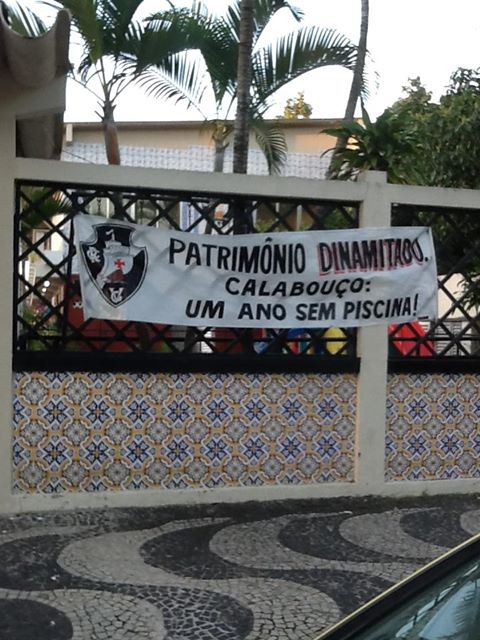 PATRIMÔNIO DINAMITADO.
CALABOUÇO:
UM ANO SEM PISCINA!